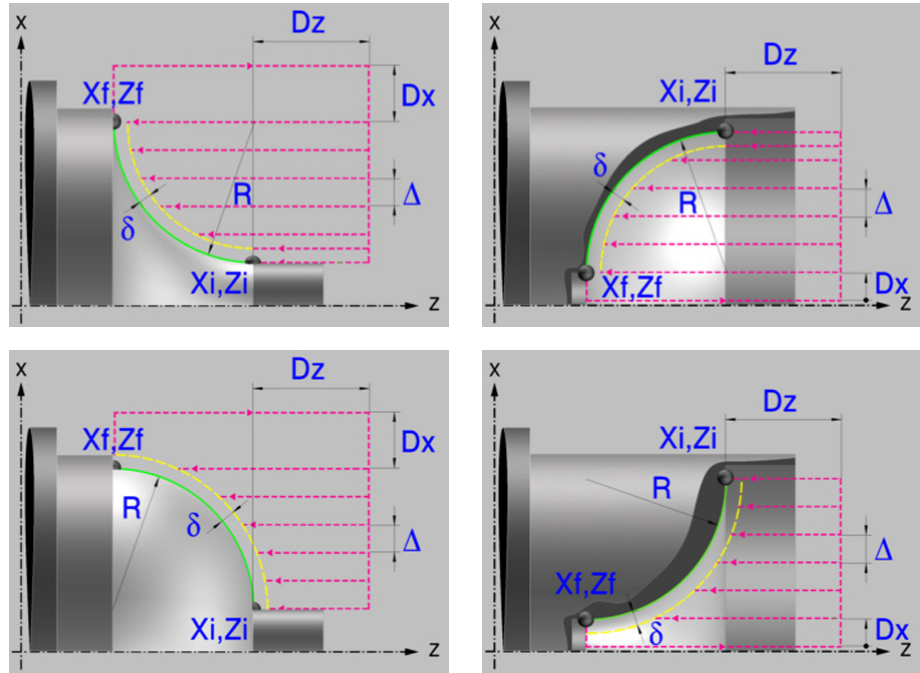 x
Dz
Xf,Zf
Dx
R
Δ
δ
Xi,Zi
z
x
Dz
Xi,Zi
δ
R
Δ
Xf,Zf
Dx
z
x
Dz
Xf,Zf
Dx
R
δ
Δ
Xi,Zi
z
x
Dz
Xi,Zi
R
Δ
Xf,Zf
δ
Dx
z